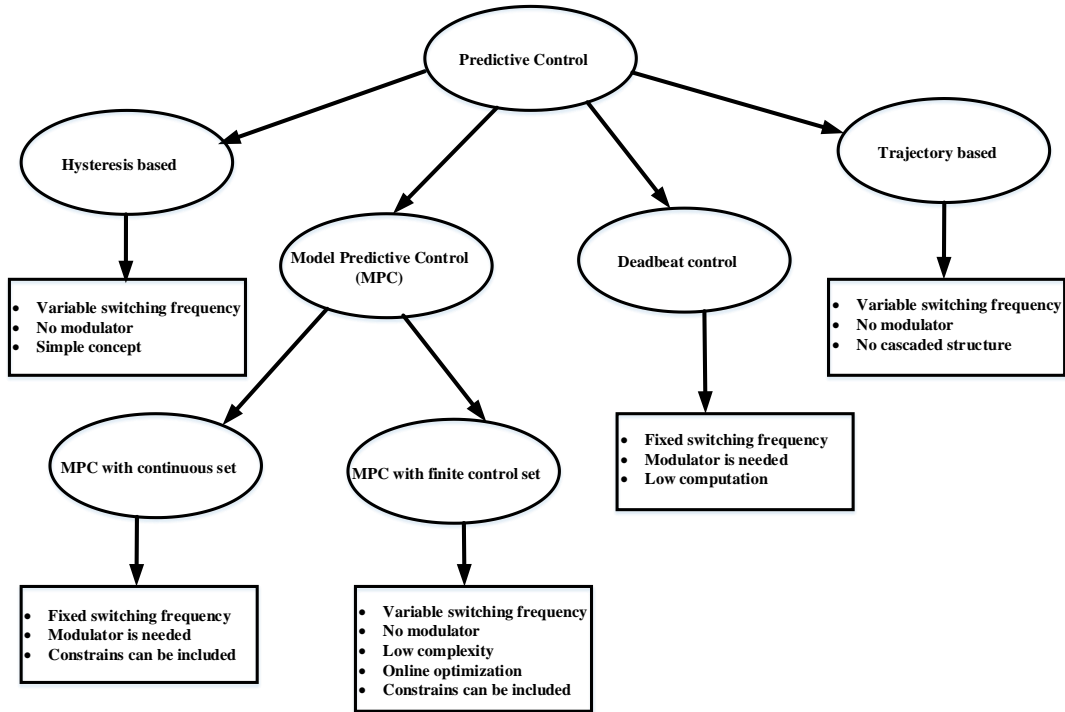 Predictive Control
Hysteresis based
Trajectory based
Model Predictive Control
(MPC)
Deadbeat control
• Variable switching frequency
• No modulator
• Simple concept
• Variable switching frequency
• No modulator
• No cascaded structure
MPC with continuous set
MPC with finite control set
• Fixed switching frequency
• Modulator is needed
• Low computation
• Fixed switching frequency
• Modulator is needed
• Constrains can be included
• Variable switching frequency
• No modulator
• Low complexity
• Online optimization
• Constrains can be included